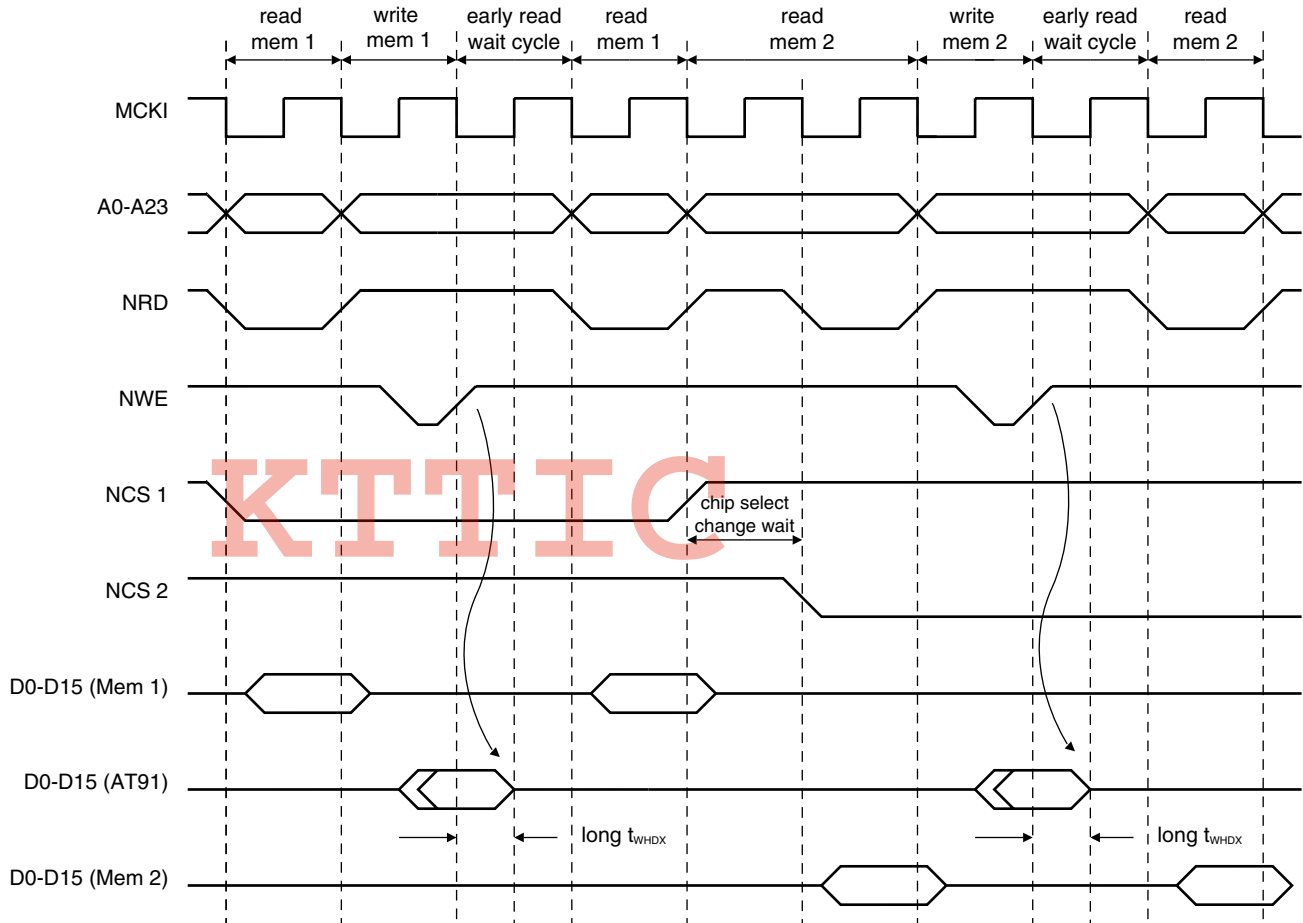 read write early read read read write early read read
mem 1 mem 1 wait cycle mem 1 mem 2 mem 2 wait cycle mem 2
MCKI
A0-A23
NRD
NWE
KTTIC
NCS 1
chip select
change wait
NCS 2
D0-D15 (Mem 1)
D0-D15 (AT91)
long tWHDX long tWHDX
D0-D15 (Mem 2)